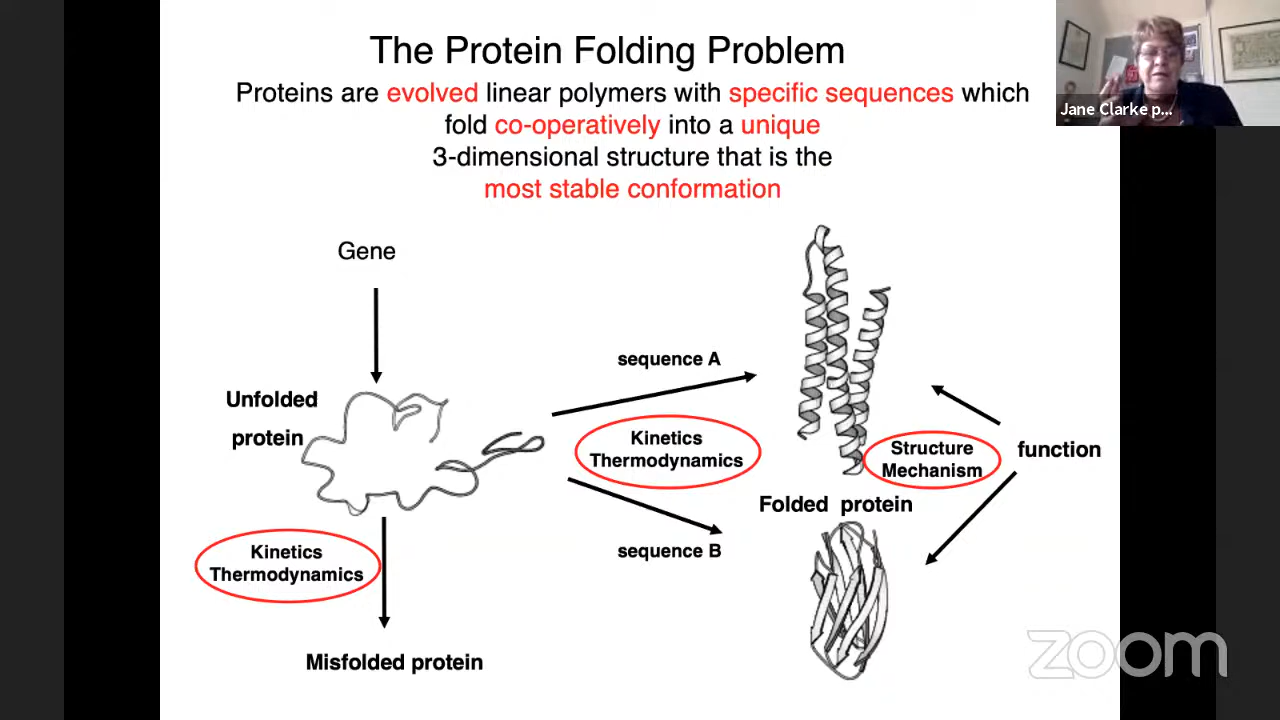 The Protein Folding Problem
Proteins are evolved linear polymers with specific sequences which
fold co-operatively into a unique
3-dimensional structure that is the
most stable conformation
Jane Clarke p...
Gene
Unfolded
protein
sequence A
Kinetics
Thermodynamics
sequence B
Structure
Mechanism
function
Folded protein
Kinetics
Thermodynamics
Misfolded protein
zoom